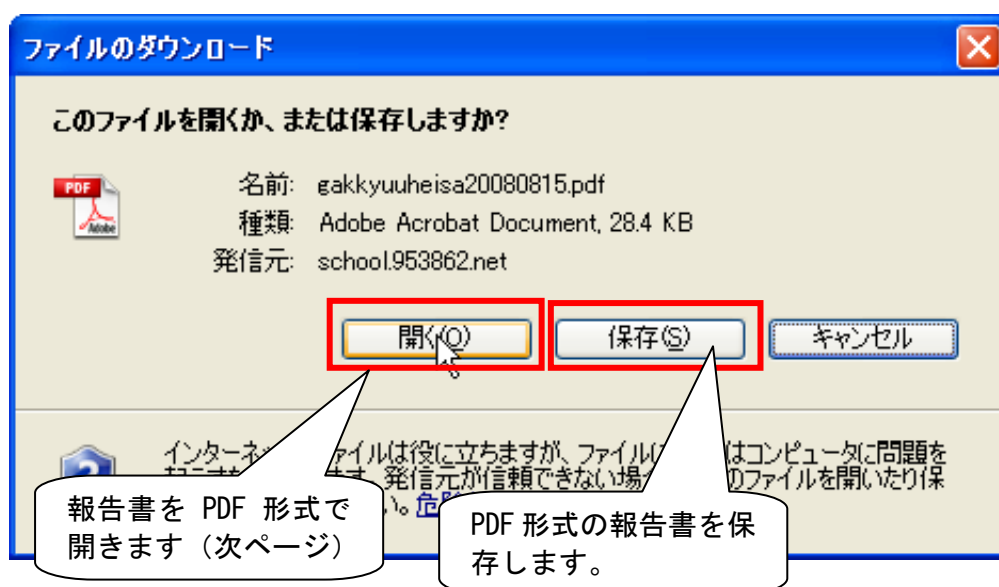 ファイルのダウンロード
このファイルを開くか、または保存しますか?
PDF
Adobe
名前: gakkyuuheisa20080815.pdf
種類: Adobe Acrobat Document, 28.4 KB
発信元: school.953862.net
開く(O) 保存(S) キャンセル
インターネッ ァイルは役に立ちますが、ファイルに はコンピュータに問題を
す。発信元が信頼できない場 のファイルを開いたり保
い。危
報告書を PDF 形式で
開きます（次ページ）
PDF 形式の報告書を保
存します。